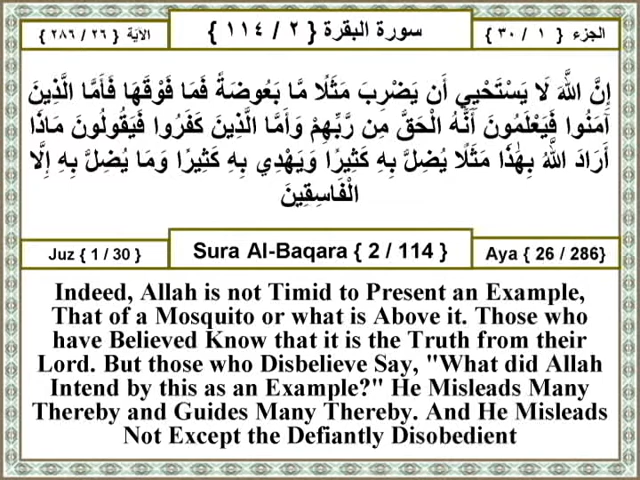 الجزء { ١ / ٣٠ }
سورة البقرة { ٢ / ١١٤ }
الآيَة { ٢٦ / ٢٨٦ }
إِنَّ اللَّهَ لَا يَسْتَحْيِي أَن يَضْرِبَ مَثَلًا مَّا بَعُوضَةً فَمَا فَوْقَهَا فَأَمَّا الَّذِينَ
آمَنُوا فَيَعْلَمُونَ أَنَّهُ الْحَقُّ مِن رَّبِّهِمْ وَأَمَّا الَّذِينَ كَفَرُوا فَيَقُولُونَ مَاذَا
أَرَادَ اللَّهُ بِهَٰذَا مَثَلًا يُضِلُّ بِهِ كَثِيرًا وَيَهْدِي بِهِ كَثِيرًا وَمَا يُضِلُّ بِهِ إِلَّا
الْفَاسِقِينَ
Juz { 1 / 30 }
Sura Al-Baqara { 2 / 114 }
Aya { 26 / 286}
Indeed, Allah is not Timid to Present an Example,
That of a Mosquito or what is Above it. Those who
have Believed Know that it is the Truth from their
Lord. But those who Disbelieve Say, "What did Allah
Intend by this as an Example?" He Misleads Many
Thereby and Guides Many Thereby. And He Misleads
Not Except the Defiantly Disobedient